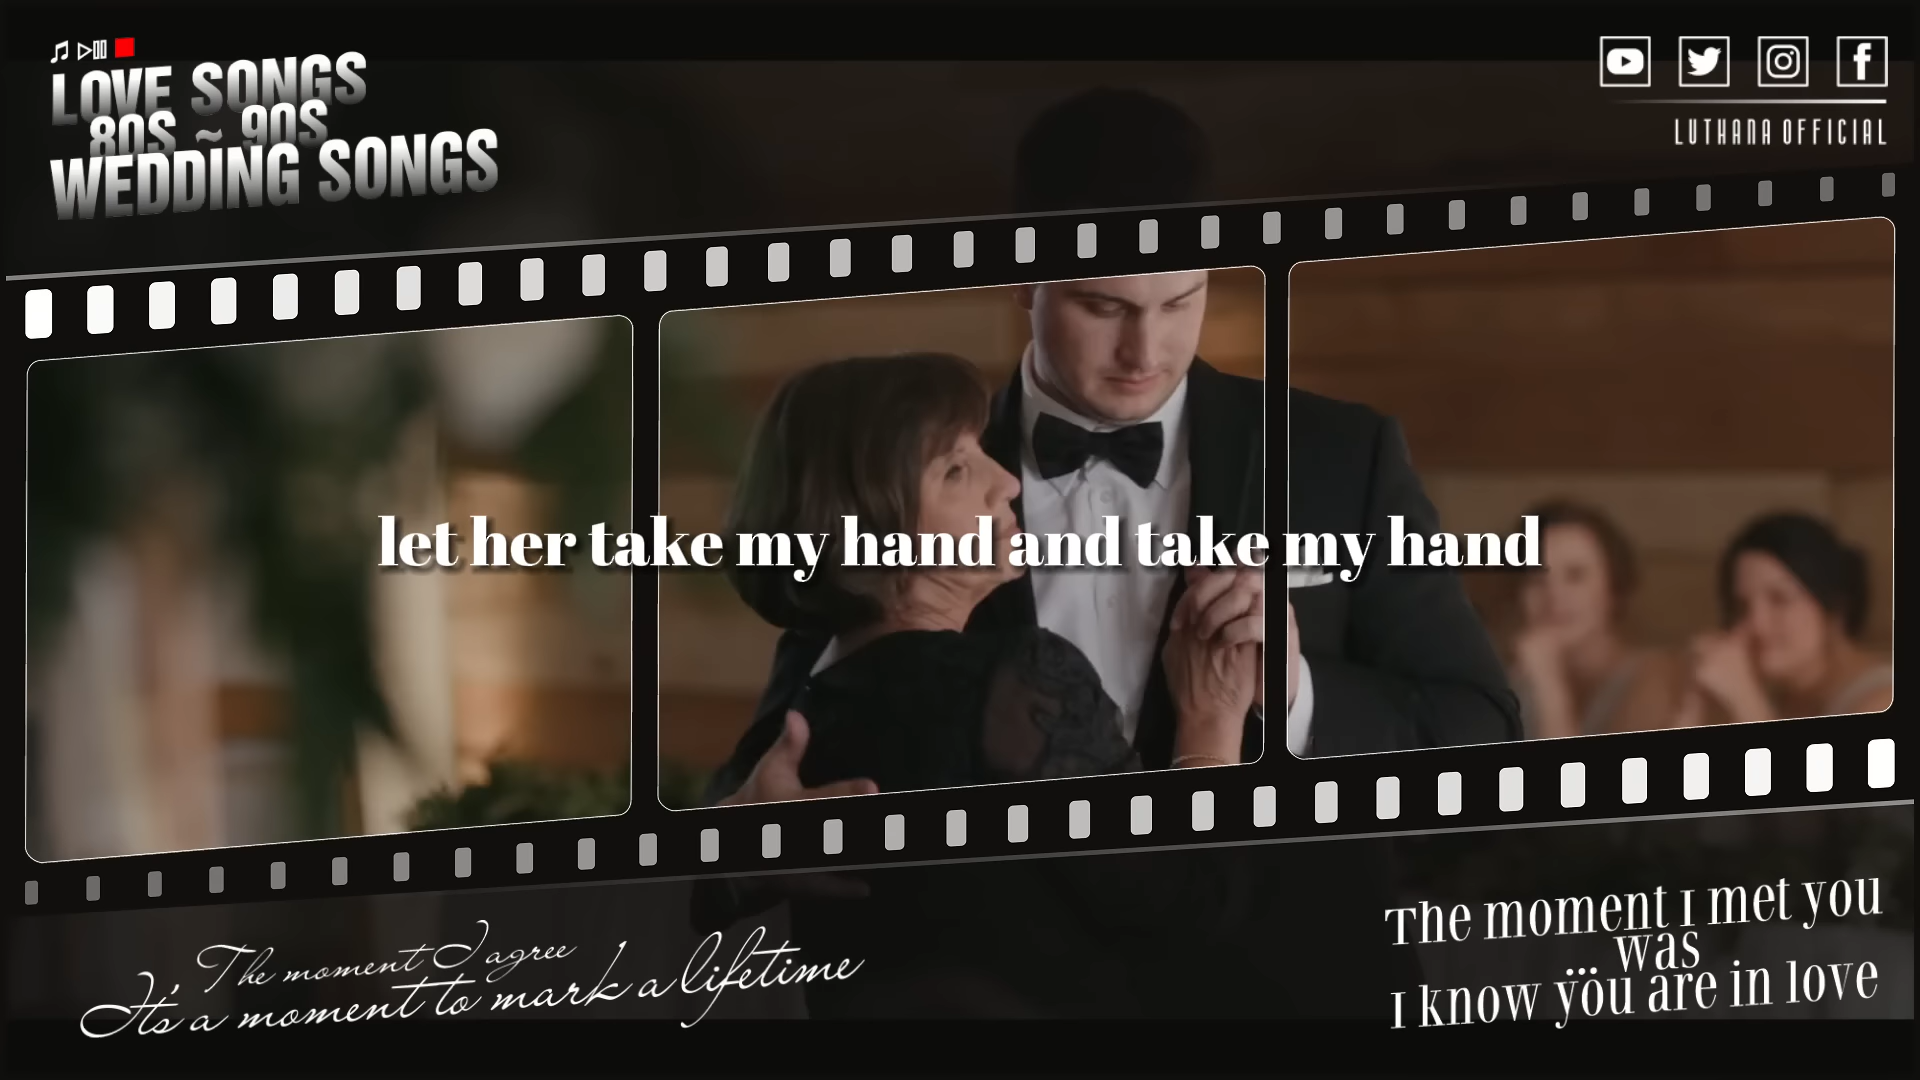 LOVE SONGS
80S ~ 90S
WEDDING SONGS
LUTHANA OFFICIAL
let her take my hand and take my hand
The moment I agree
It's a moment to mark a lifetime
The moment I met you
was
...
I know you are in love